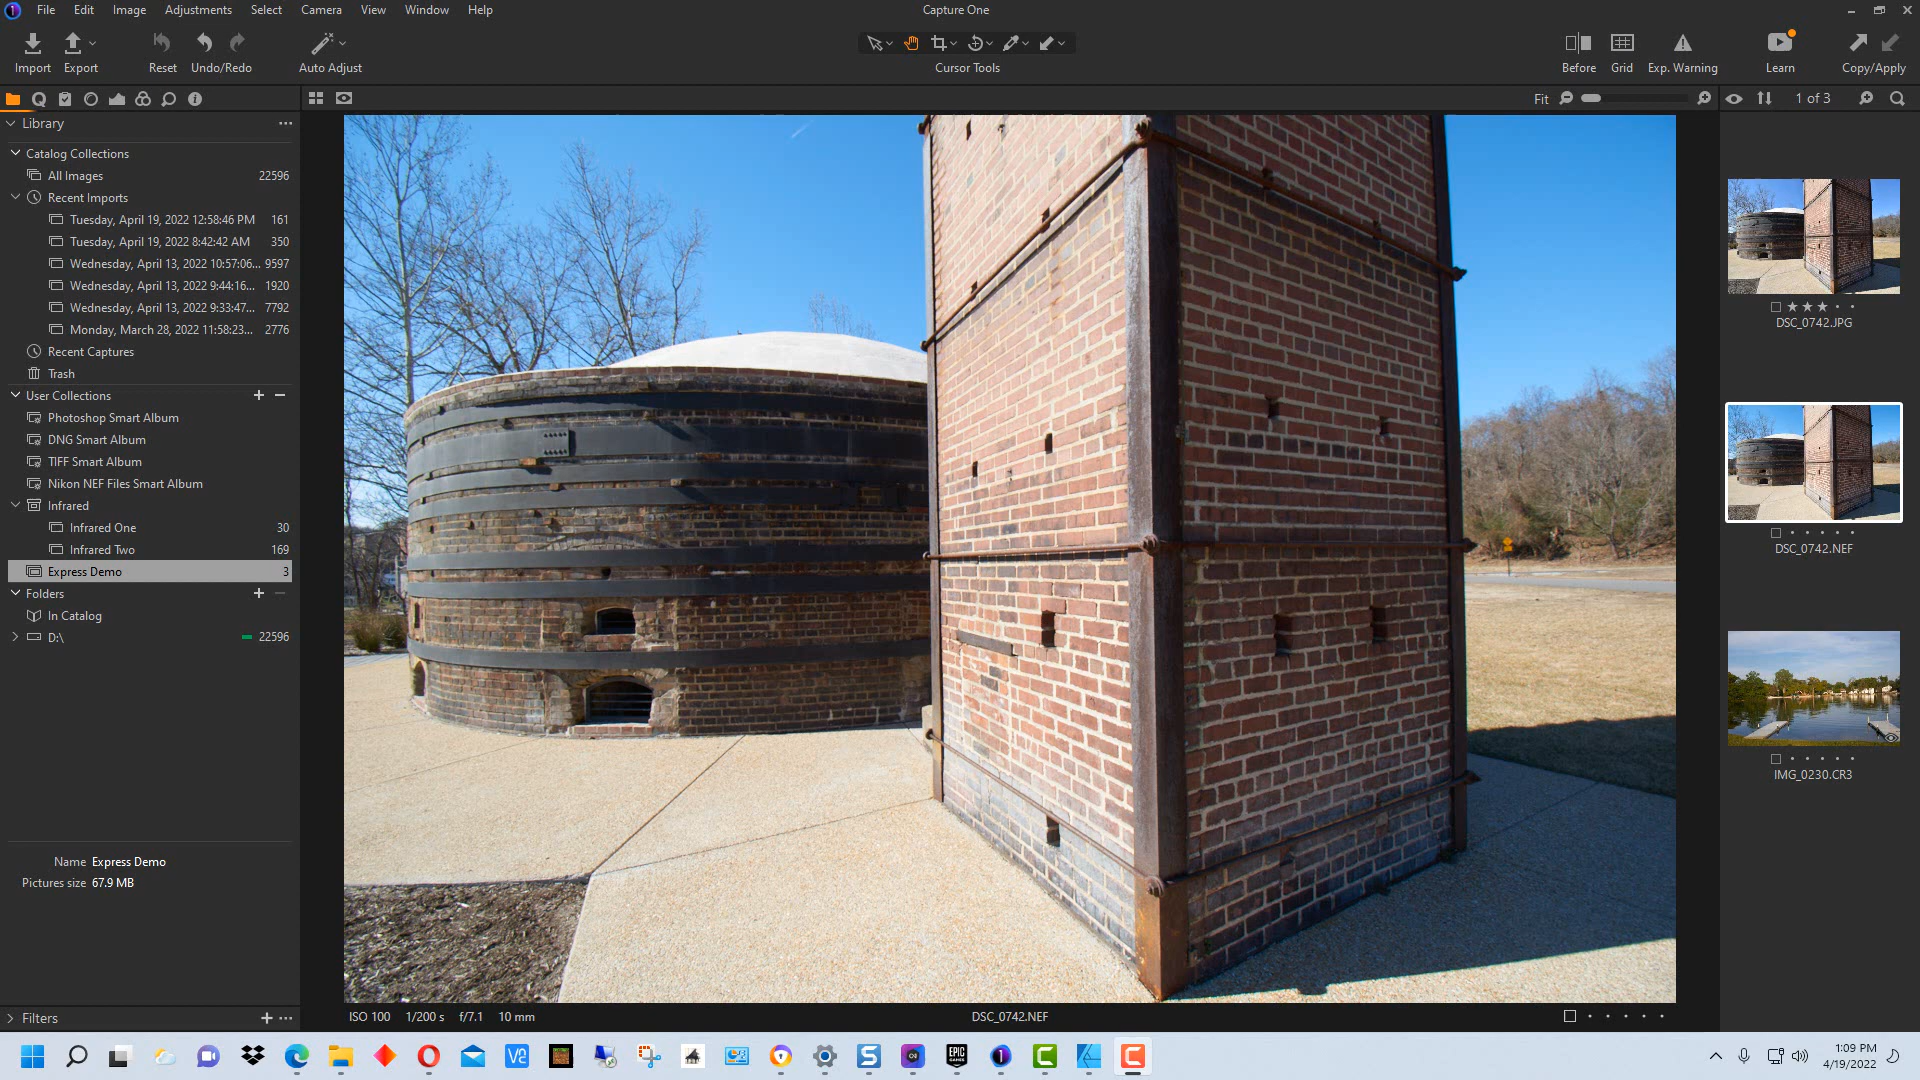 File Edit Image Adjustments Select Camera View Window Help
Capture One
Import Export Reset Undo/Redo Auto Adjust Cursor Tools Before Grid Exp. Warning Learn Copy/Apply
Fit
1 of 3
Library
Catalog Collections
All Images 22596
Recent Imports
Tuesday, April 19, 2022 12:58:46 PM 161
Tuesday, April 19, 2022 8:42:42 AM 350
Wednesday, April 13, 2022 10:57:06... 9597
Wednesday, April 13, 2022 9:44:16... 1920
Wednesday, April 13, 2022 9:33:47... 7792
Monday, March 28, 2022 11:58:23... 2776
Recent Captures
Trash
User Collections
Photoshop Smart Album
DNG Smart Album
TIFF Smart Album
Nikon NEF Files Smart Album
Infrared
Infrared One 30
Infrared Two 169
Express Demo 3
Folders
In Catalog
D:\ 22596
Name Express Demo
Pictures size 67.9 MB
Filters
DSC_0742.JPG
DSC_0742.NEF
IMG_0230.CR3
ISO 100 1/200 s f/7.1 10 mm
DSC_0742.NEF
EPIC GAMES
1:09 PM
4/19/2022